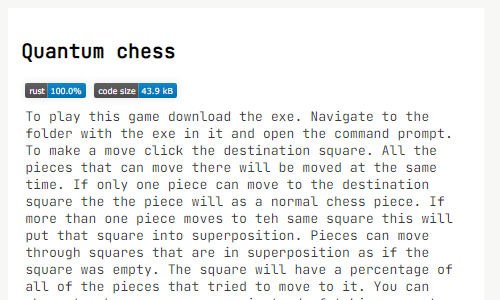 Quantum chess
rust 100.0% code size 43.9 kB
To play this game download the exe. Navigate to the
folder with the exe in it and open the command prompt.
To make a move click the destination square. All the
pieces that can move there will be moved at the same
time. If only one piece can move to the destination
square the the piece will as a normal chess piece. If
more than one piece moves to teh same square this will
put that square into superposition. Pieces can move
through squares that are in superposition as if the
square was empty. The square will have a percentage of
all of the pieces that tried to move to it. You can